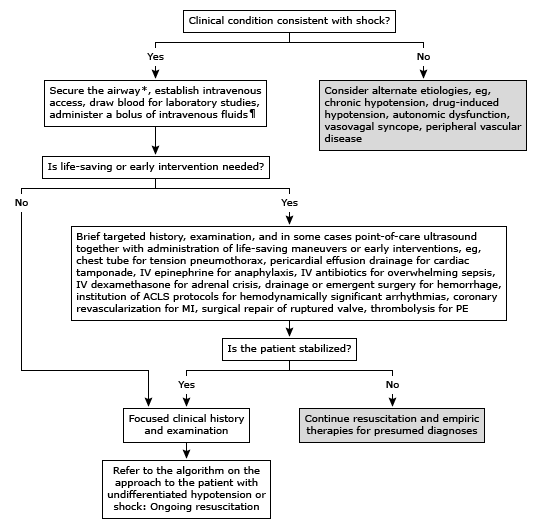 Clinical condition consistent with shock?
Yes
No
Secure the airway*, establish intravenous
access, draw blood for laboratory studies,
administer a bolus of intravenous fluids¶
Consider alternate etiologies, eg,
chronic hypotension, drug-induced
hypotension, autonomic dysfunction,
vasovagal syncope, peripheral vascular
disease
Is life-saving or early intervention needed?
No
Yes
Brief targeted history, examination, and in some cases point-of-care ultrasound
together with administration of life-saving maneuvers or early interventions, eg,
chest tube for tension pneumothorax, pericardial effusion drainage for cardiac
tamponade, IV epinephrine for anaphylaxis, IV antibiotics for overwhelming sepsis,
IV dexamethasone for adrenal crisis, drainage or emergent surgery for hemorrhage,
institution of ACLS protocols for hemodynamically significant arrhythmias, coronary
revascularization for MI, surgical repair of ruptured valve, thrombolysis for PE
Is the patient stabilized?
Yes
No
Focused clinical history
and examination
Continue resuscitation and empiric
therapies for presumed diagnoses
Refer to the algorithm on the
approach to the patient with
undifferentiated hypotension or
shock: Ongoing resuscitation